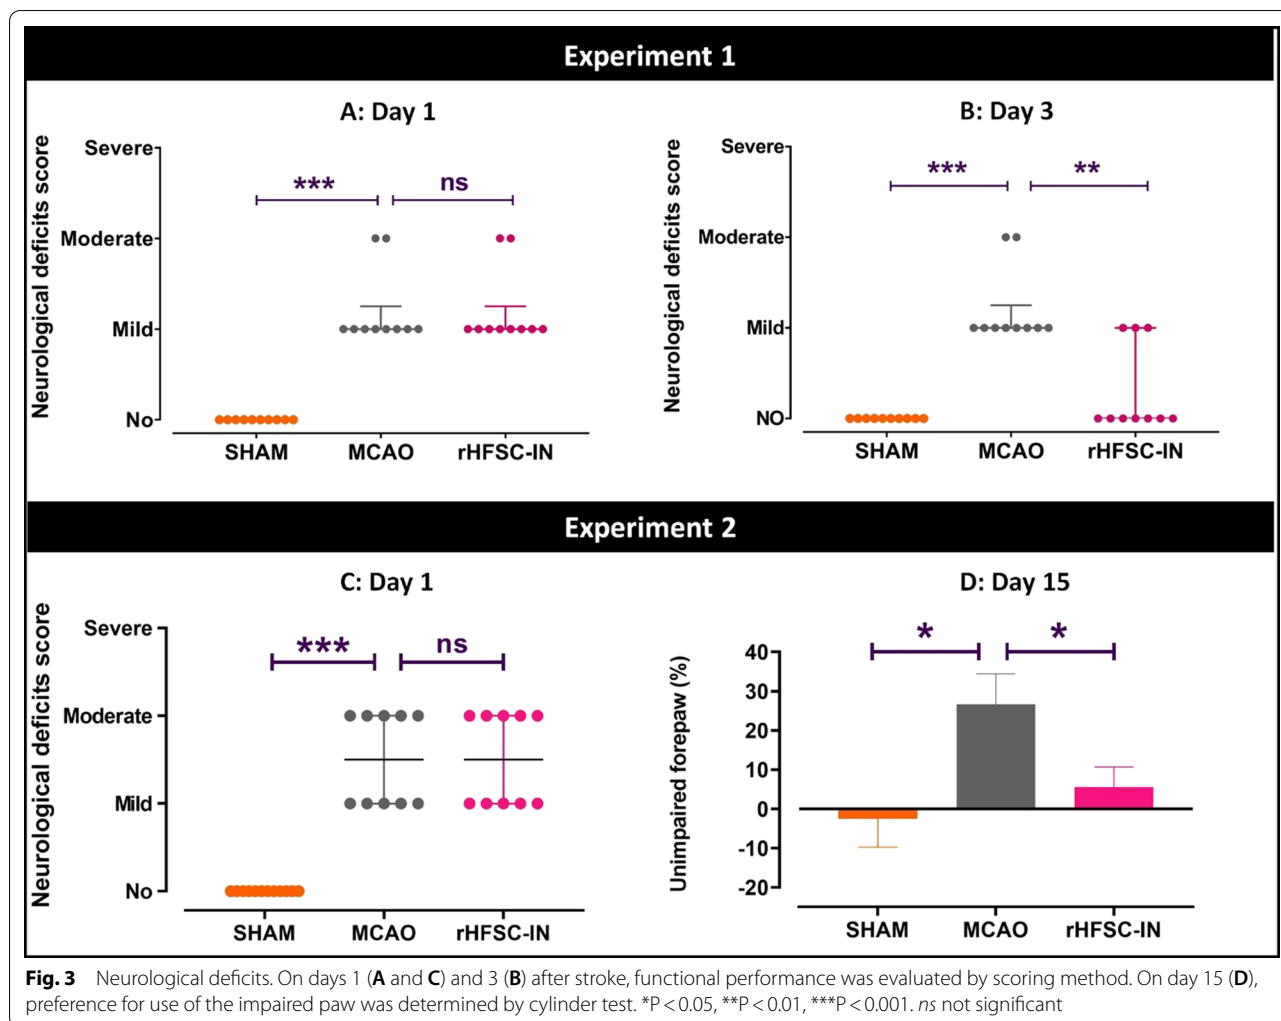 Experiment 1
A: Day 1
Neurological deficits score
Severe
Moderate
Mild
No
***
ns
SHAM
MCAO
rHFSC-IN
B: Day 3
Neurological deficits score
Severe
Moderate
Mild
NO
***
**
SHAM
MCAO
rHFSC-IN
Experiment 2
C: Day 1
Neurological deficits score
Severe
Moderate
Mild
No
***
ns
SHAM
MCAO
rHFSC-IN
D: Day 15
Unimpaired forepaw (%)
40
30
20
10
0
-10
-20
*
*
SHAM
MCAO
rHFSC-IN
Fig. 3 Neurological deficits. On days 1 (A and C) and 3 (B) after stroke, functional performance was evaluated by scoring method. On day 15 (D),
preference for use of the impaired paw was determined by cylinder test. *P < 0.05, **P < 0.01, ***P < 0.001. ns not significant